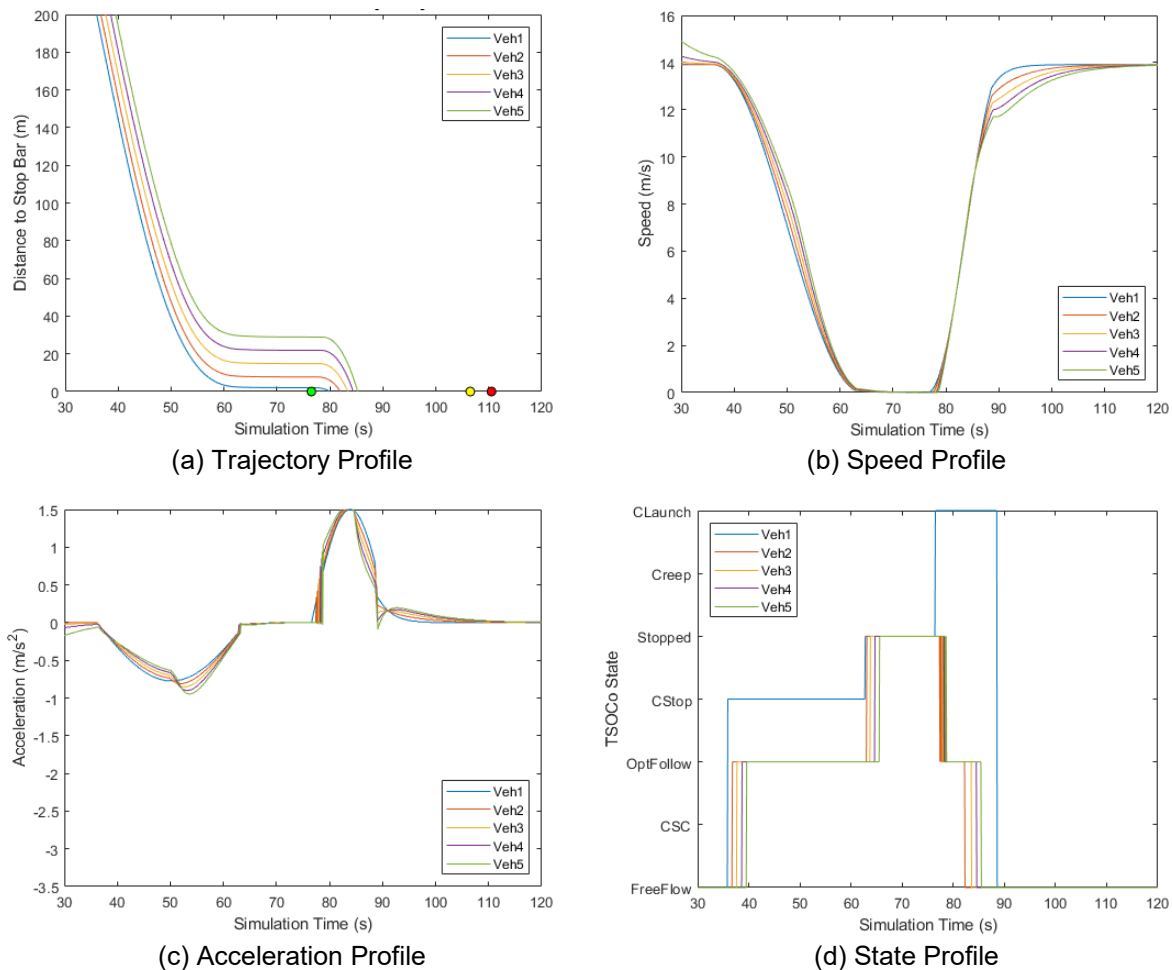 200
180
160
140
120
100
80
60
40
20
0
Distance to Stop Bar (m)
Veh1
Veh2
Veh3
Veh4
Veh5
30 40 50 60 70 80 90 100 110 120
Simulation Time (s)
(a) Trajectory Profile
16
14
12
10
8
6
4
2
0
Speed (m/s)
Veh1
Veh2
Veh3
Veh4
Veh5
30 40 50 60 70 80 90 100 110 120
Simulation Time (s)
(b) Speed Profile
1.5
1
0.5
0
-0.5
-1
-1.5
-2
-2.5
-3
-3.5
Acceleration (m/s²)
Veh1
Veh2
Veh3
Veh4
Veh5
30 40 50 60 70 80 90 100 110 120
Simulation Time (s)
(c) Acceleration Profile
CLaunch
Creep
Stopped
CStop
OptFollow
CSC
FreeFlow
TSOCo State
Veh1
Veh2
Veh3
Veh4
Veh5
30 40 50 60 70 80 90 100 110 120
Simulation Time (s)
(d) State Profile